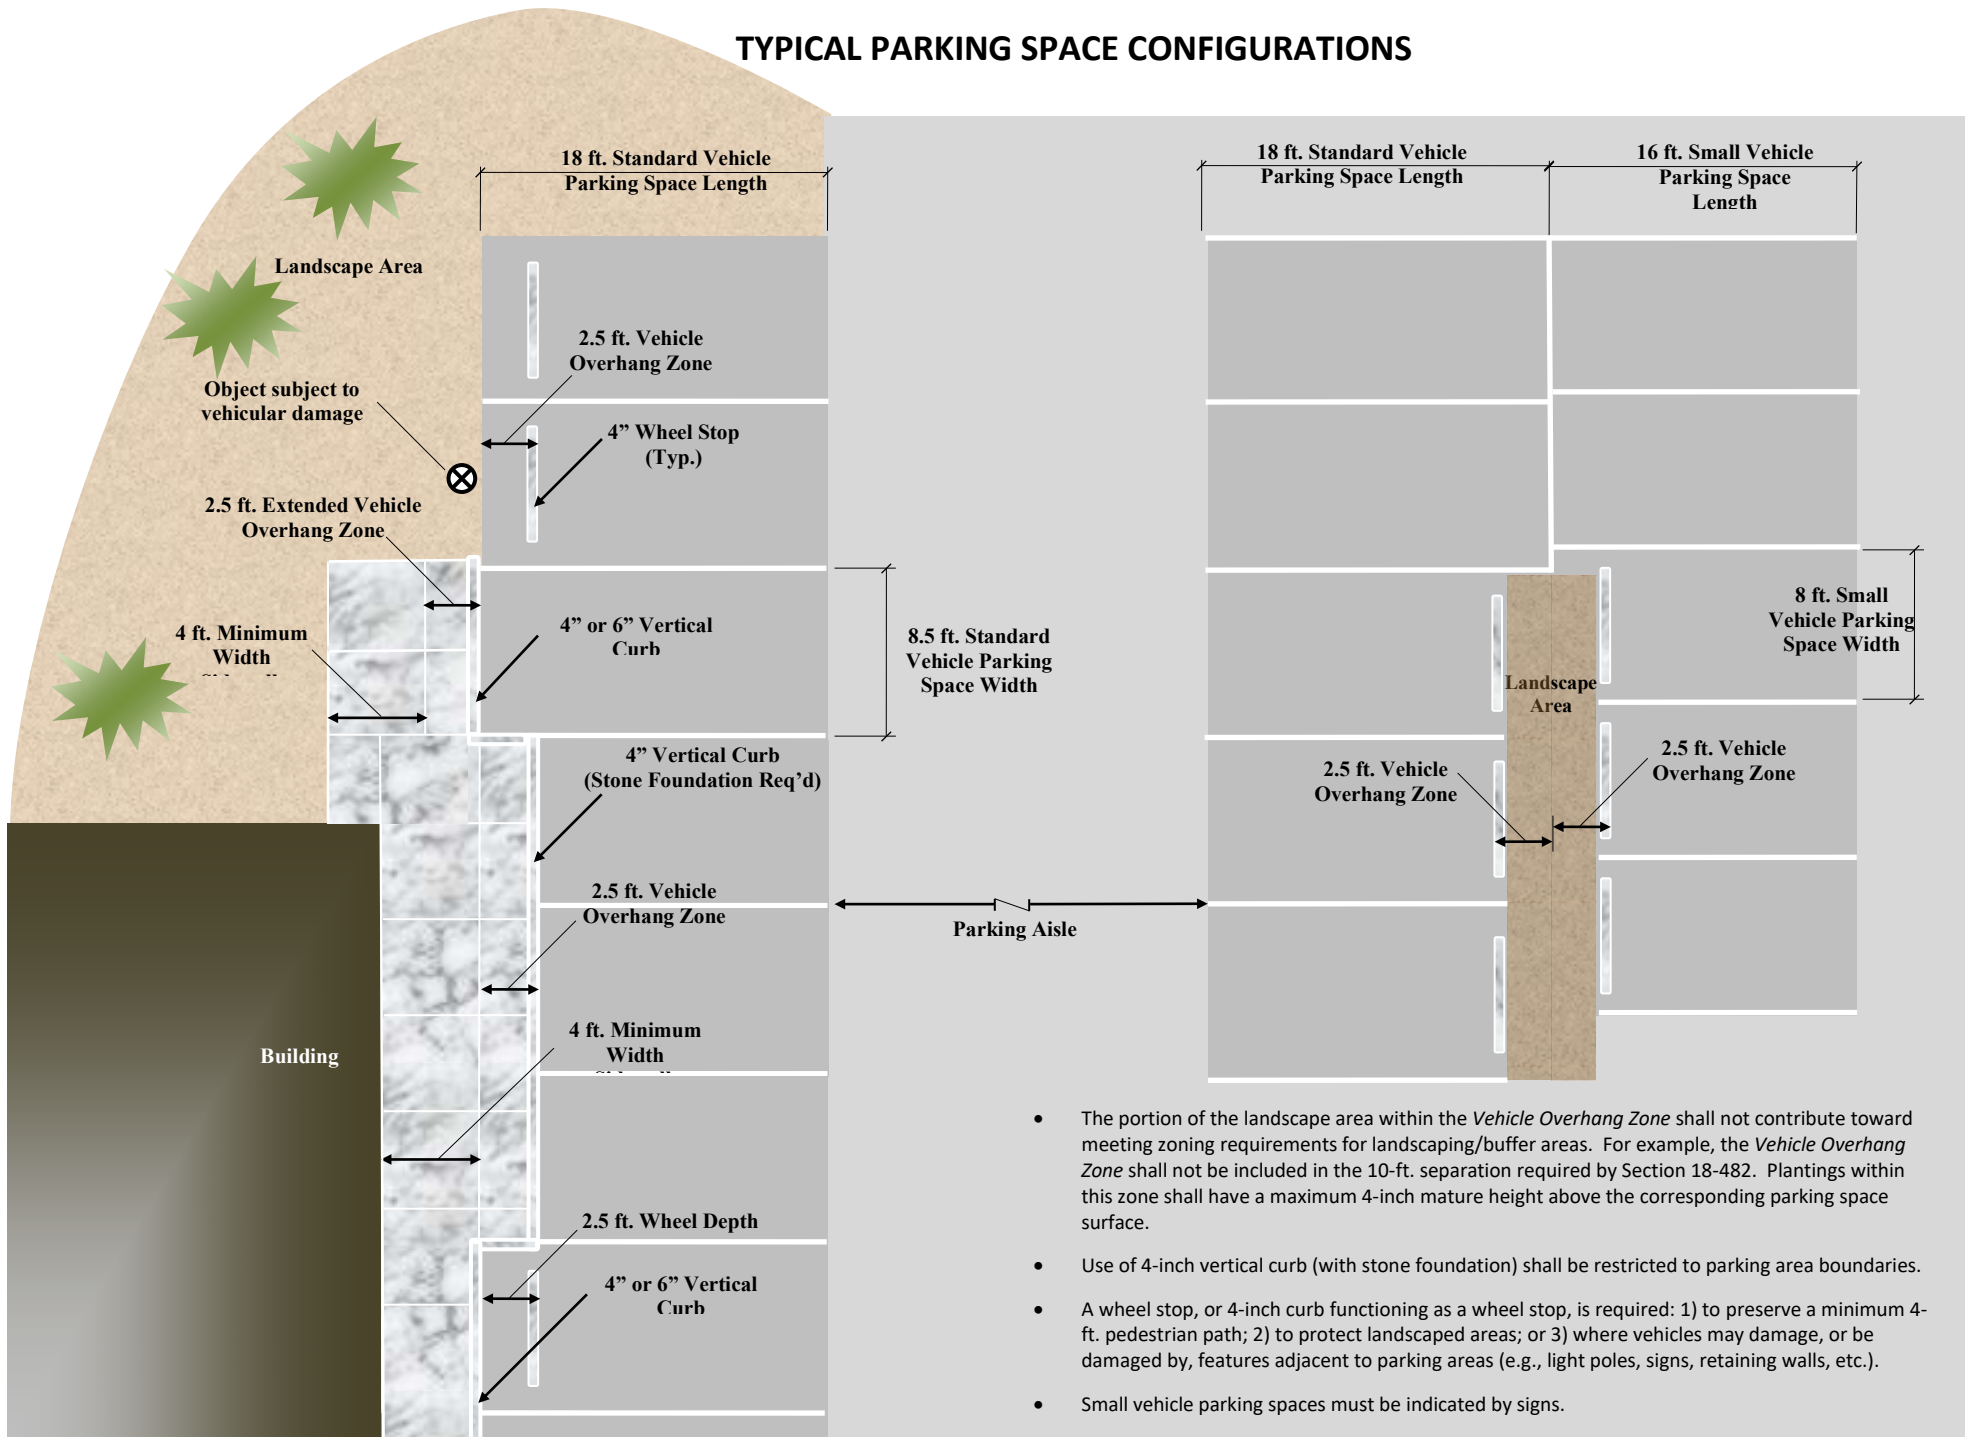 TYPICAL PARKING SPACE CONFIGURATIONS
18 ft. Standard Vehicle
Parking Space Length
18 ft. Standard Vehicle
Parking Space Length
16 ft. Small Vehicle
Parking Space
Length
Landscape Area
2.5 ft. Vehicle
Overhang Zone
Object subject to
vehicular damage
4” Wheel Stop
(Typ.)
2.5 ft. Extended Vehicle
Overhang Zone
4 ft. Minimum
Width
4” or 6” Vertical
Curb
8.5 ft. Standard
Vehicle Parking
Space Width
8 ft. Small
Vehicle Parking
Space Width
Landscape
Area
4” Vertical Curb
(Stone Foundation Req’d)
2.5 ft. Vehicle
Overhang Zone
2.5 ft. Vehicle
Overhang Zone
2.5 ft. Vehicle
Overhang Zone
Parking Aisle
4 ft. Minimum
Width
Building
2.5 ft. Wheel Depth
4” or 6” Vertical
Curb
• The portion of the landscape area within the Vehicle Overhang Zone shall not contribute toward
meeting zoning requirements for landscaping/buffer areas. For example, the Vehicle Overhang
Zone shall not be included in the 10-ft. separation required by Section 18-482. Plantings within
this zone shall have a maximum 4-inch mature height above the corresponding parking space
surface.
• Use of 4-inch vertical curb (with stone foundation) shall be restricted to parking area boundaries.
• A wheel stop, or 4-inch curb functioning as a wheel stop, is required: 1) to preserve a minimum 4-
ft. pedestrian path; 2) to protect landscaped areas; or 3) where vehicles may damage, or be
damaged by, features adjacent to parking areas (e.g., light poles, signs, retaining walls, etc.).
• Small vehicle parking spaces must be indicated by signs.